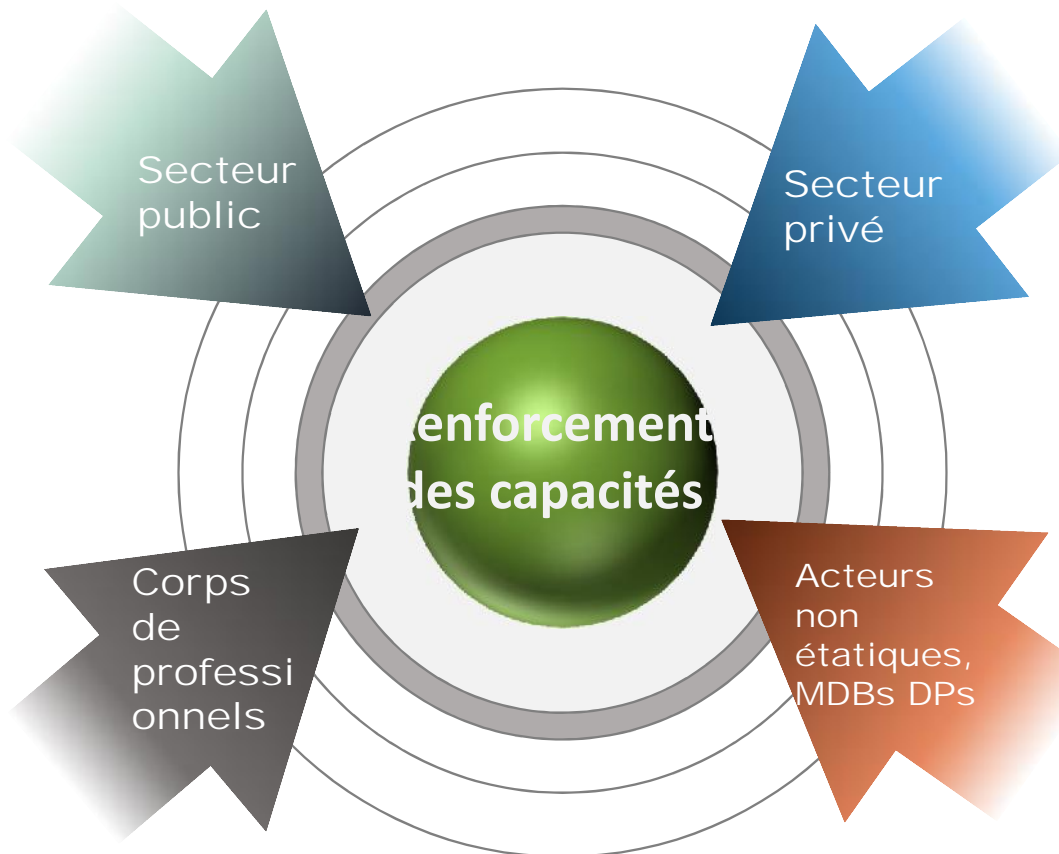 Secteur
public
Secteur
privé
Renforcement
des capacités
Corps
de
professi
onnels
Acteurs
non
étatiques,
MDBs DPs